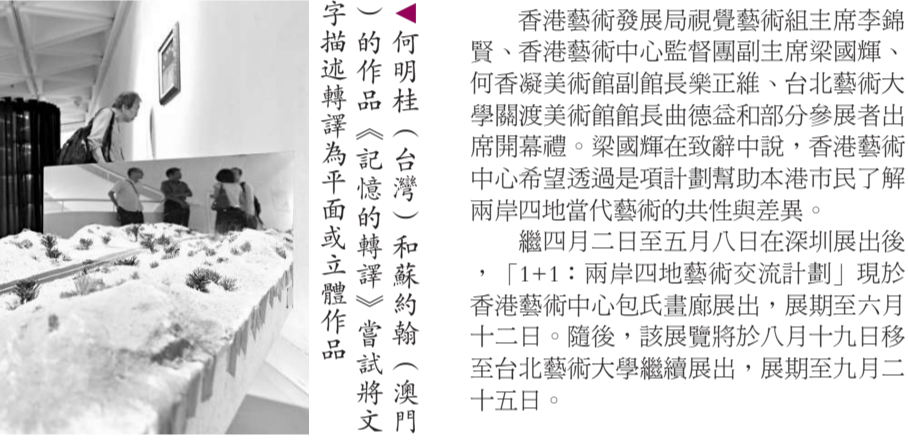 ◀何明桂（台灣）和蘇約翰（澳門
）的作品《記憶的轉譯》嘗試將文
字描述轉譯為平面或立體作品
香港藝術發展局視覺藝術組主席李錦
賢、香港藝術中心監督團副主席梁國輝、
何香凝美術館副館長樂正維、台北藝術大
學關渡美術館館長曲德益和部分參展者出
席開幕禮。梁國輝在致辭中說，香港藝術
中心希望透過是項計劃幫助本港市民了解
兩岸四地當代藝術的共性與差異。
繼四月二日至五月八日在深圳展出後
，「1+1：兩岸四地藝術交流計劃」現於
香港藝術中心包氏畫廊展出，展期至六月
十二日。隨後，該展覽將於八月十九日移
至台北藝術大學繼續展出，展期至九月二
十五日。